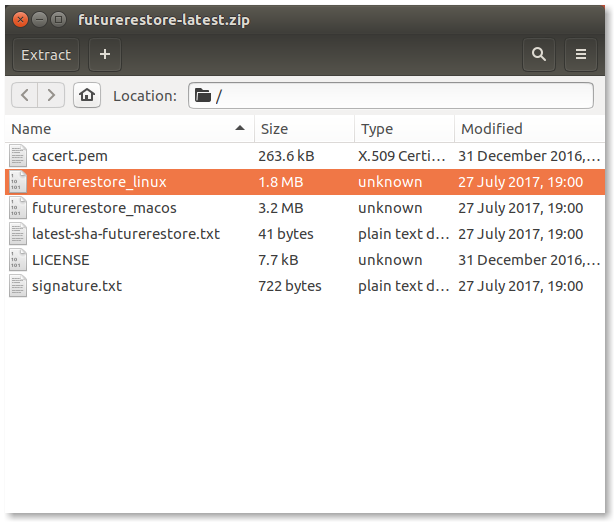 futurerestore-latest.zip
Extract +
Location: /
Name Size Type Modified
cacert.pem 263.6 kB X.509 Certi… 31 December 2016,…
futurerestore_linux 1.8 MB unknown 27 July 2017, 19:00
futurerestore_macos 3.2 MB unknown 27 July 2017, 19:00
latest-sha-futurerestore.txt 41 bytes plain text d… 27 July 2017, 19:00
LICENSE 7.7 kB unknown 31 December 2016,…
signature.txt 722 bytes plain text d… 27 July 2017, 19:00